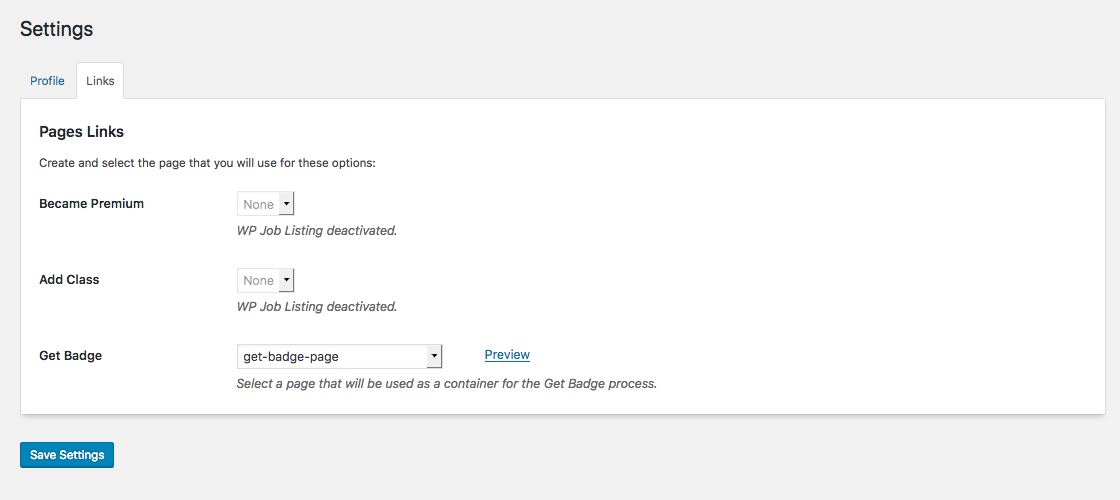 Settings
Profile Links
Pages Links
Create and select the page that you will use for these options:
Became Premium None
WP Job Listing deactivated.
Add Class None
WP Job Listing deactivated.
Get Badge get-badge-page Preview
Select a page that will be used as a container for the Get Badge process.
Save Settings